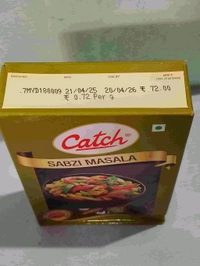 .7MVD180009 21/04/25 20/04/26 ₹ 72.00
₹ 0.72 Per g
Catch
SABZI MASALA